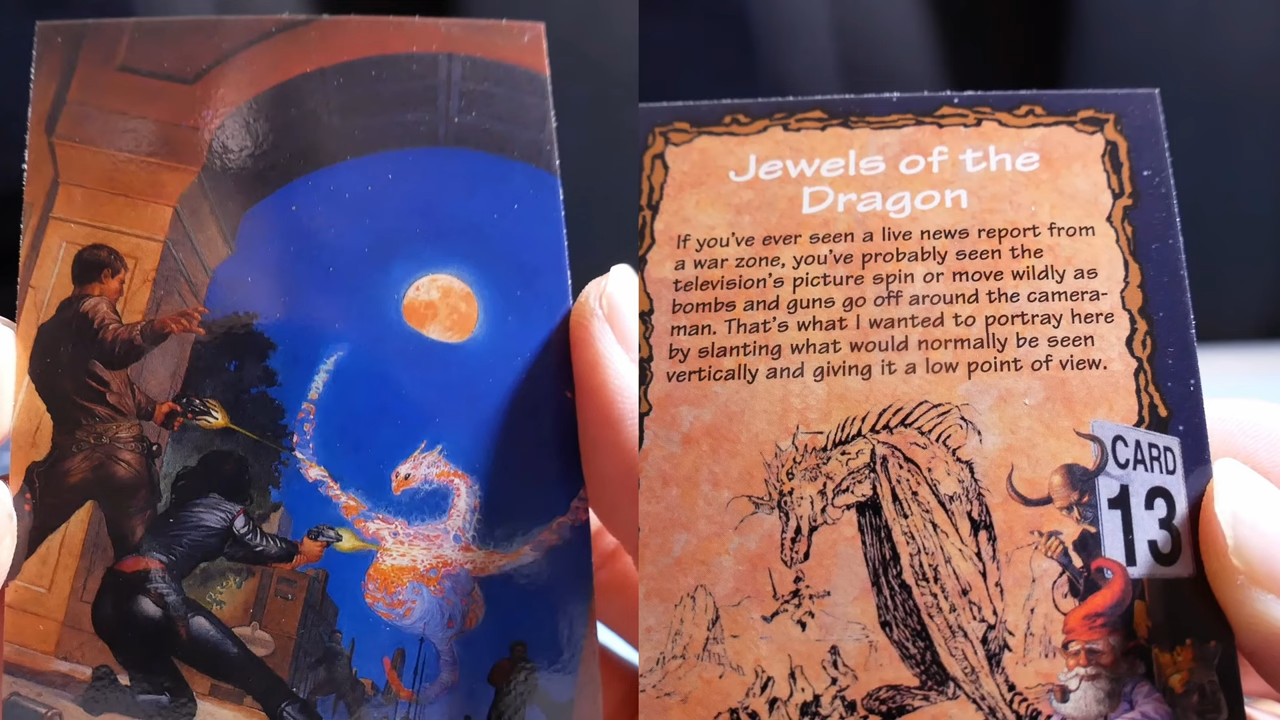 Jewels of the
Dragon
If you've ever seen a live news report from
a war zone, you've probably seen the
television's picture spin or move wildly as
bombs and guns go off around the camera-
man. That's what I wanted to portray here
by slanting what would normally be seen
vertically and giving it a low point of view.
CARD
13